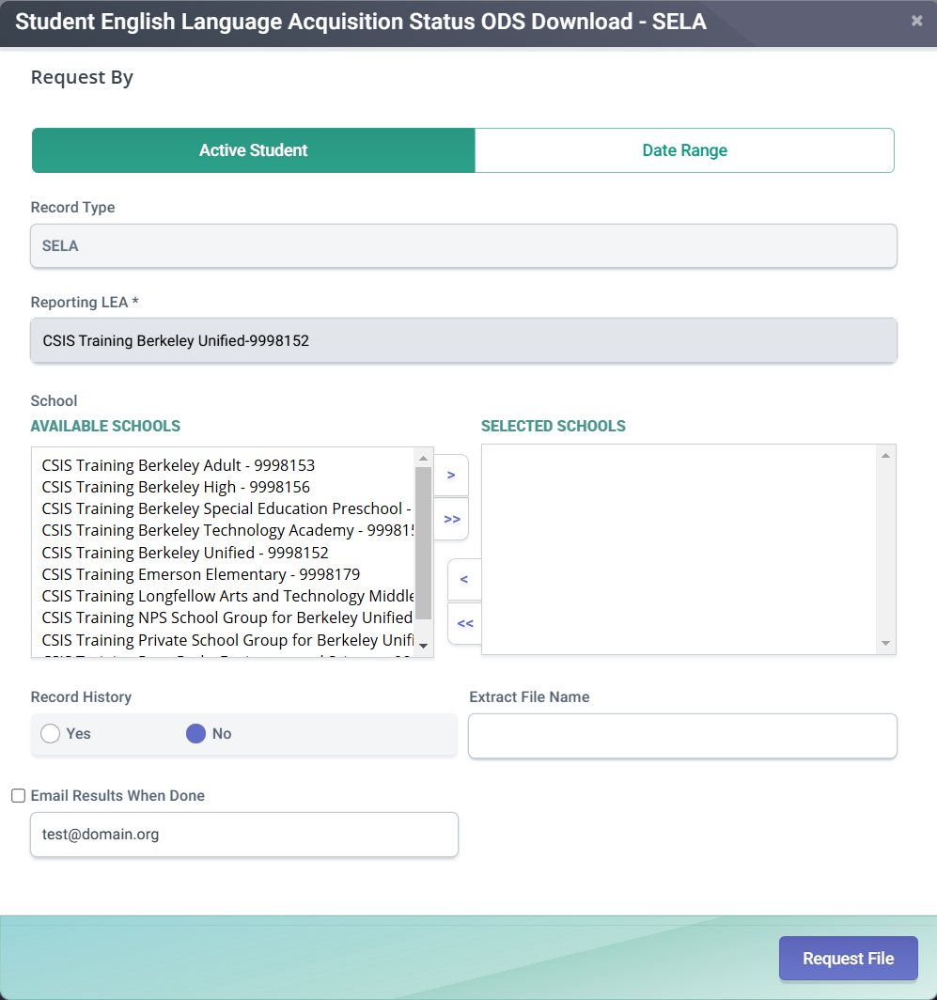 Student English Language Acquisition Status ODS Download - SELA ×
Request By
Active Student Date Range
Record Type
SELA
Reporting LEA *
CSIS Training Berkeley Unified-9998152
School
AVAILABLE SCHOOLS SELECTED SCHOOLS
CSIS Training Berkeley Adult - 9998153
CSIS Training Berkeley High - 9998156
CSIS Training Berkeley Special Education Preschool -
CSIS Training Berkeley Technology Academy - 999815
CSIS Training Berkeley Unified - 9998152
CSIS Training Emerson Elementary - 9998179
CSIS Training Longfellow Arts and Technology Middle
CSIS Training NPS School Group for Berkeley Unified
CSIS Training Private School Group for Berkeley Unifi
>
>>
<
<<
Record History Extract File Name
Yes No
Email Results When Done
test@domain.org
Request File